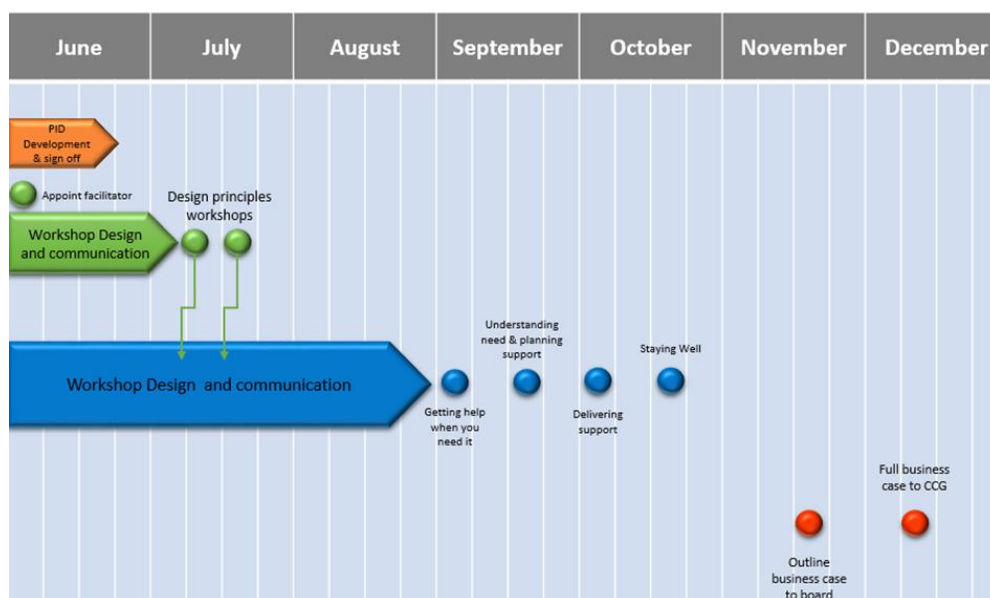 June
July
August
September
October
November
December
PID
Development
& sign off
Appoint facilitator
Design principles
workshops
Workshop Design
and communication
Understanding
need & planning
support
Staying Well
Workshop Design and communication
Getting help
when you
need it
Delivering
support
Full business
case to CCG
Outline
business case
to board